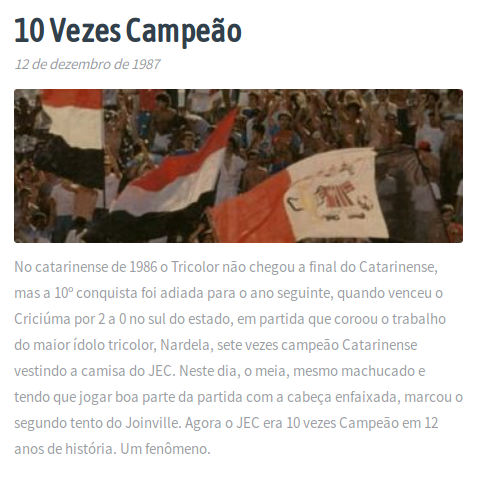 10 Vezes Campeão
12 de dezembro de 1987
No catarinense de 1986 o Tricolor não chegou a final do Catarinense,
mas a 10º conquista foi adiada para o ano seguinte, quando venceu o
Criciúma por 2 a 0 no sul do estado, em partida que coroou o trabalho
do maior ídolo tricolor, Nardela, sete vezes campeão Catarinense
vestindo a camisa do JEC. Neste dia, o meia, mesmo machucado e
tendo que jogar boa parte da partida com a cabeça enfaixada, marcou o
segundo tento do Joinville. Agora o JEC era 10 vezes Campeão em 12
anos de história. Um fenômeno.